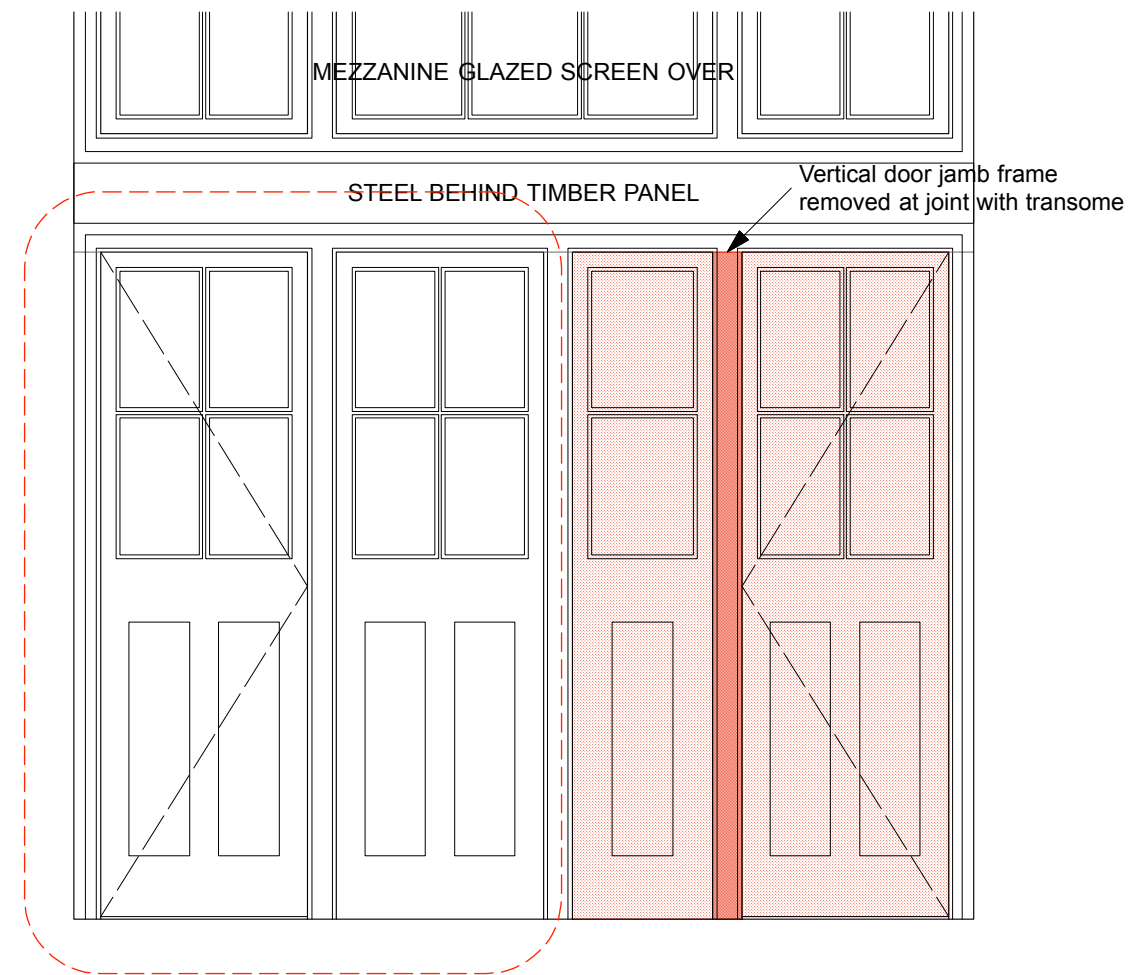 MEZZANINE GLAZED SCREEN OVER
STEEL BEHIND TIMBER PANEL
Vertical door jamb frame
removed at joint with transome